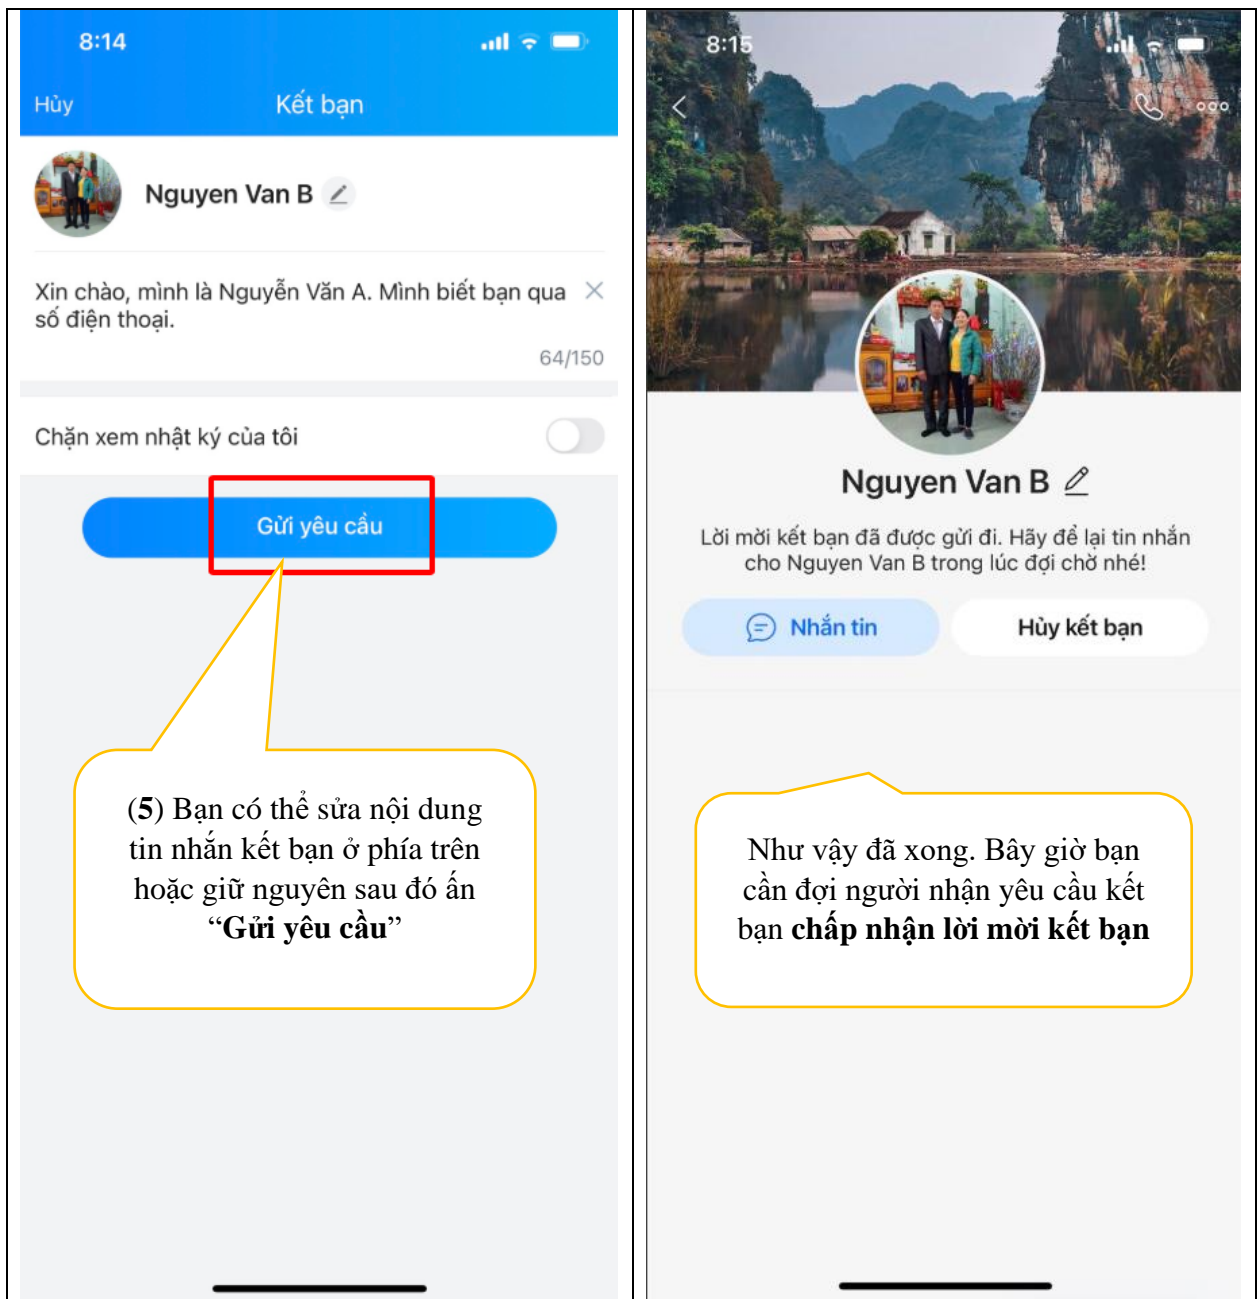 8:14
Hủy
Kết bạn
Nguyen Van B
Xin chào, mình là Nguyễn Văn A. Mình biết bạn qua
số điện thoại.
64/150
Chặn xem nhật ký của tôi
Gửi yêu cầu
(5) Bạn có thể sửa nội dung
tin nhắn kết bạn ở phía trên
hoặc giữ nguyên sau đó ấn
“Gửi yêu cầu”
8:15
Nguyen Van B
Lời mời kết bạn đã được gửi đi. Hãy để lại tin nhắn
cho Nguyen Van B trong lúc đợi chờ nhé!
Nhắn tin
Hủy kết bạn
Như vậy đã xong. Bây giờ bạn
cần đợi người nhận yêu cầu kết
bạn chấp nhận lời mời kết bạn